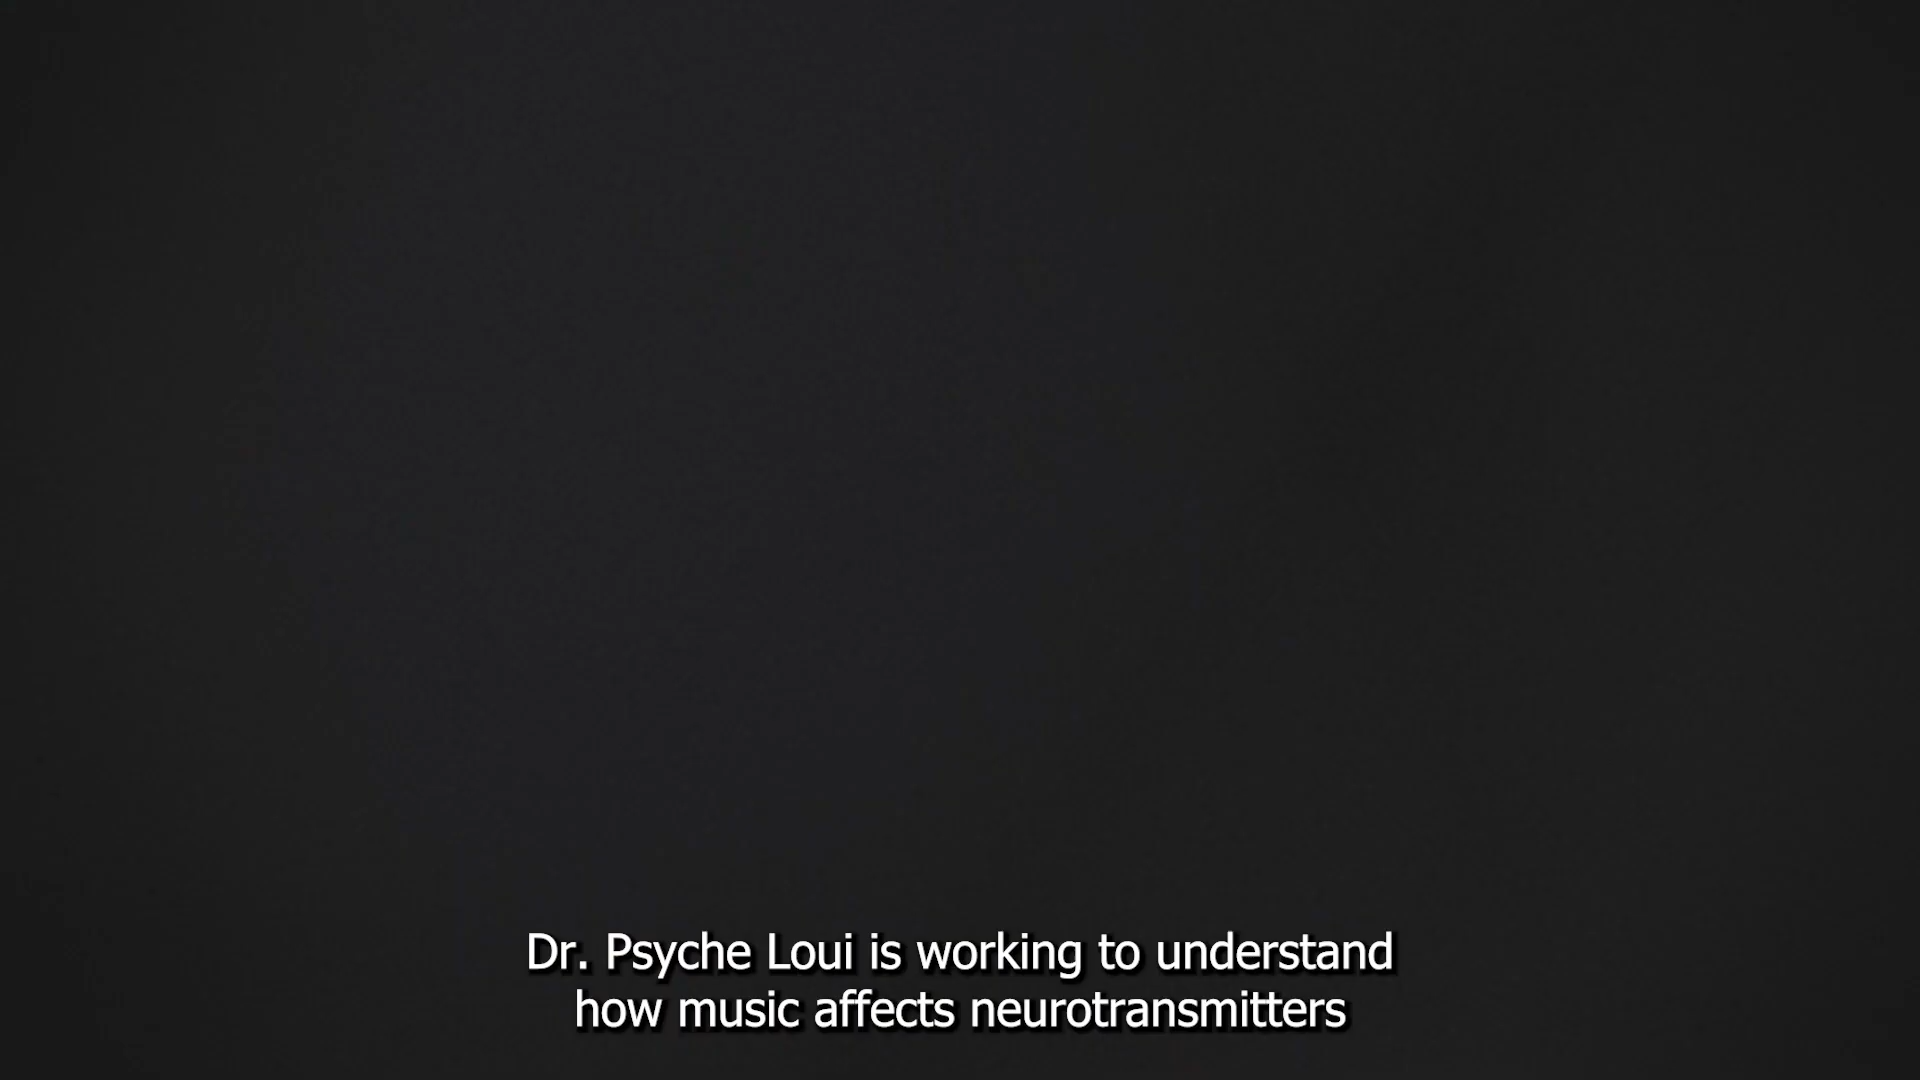 Dr. Psyche Loui is working to understand
how music affects neurotransmitters